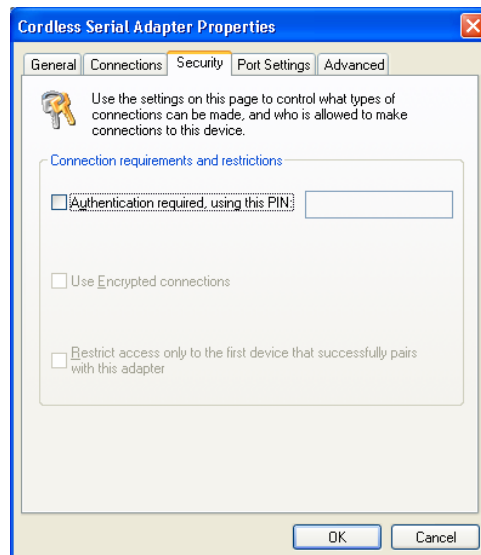 Cordless Serial Adapter Properties
General Connections Security Port Settings Advanced
Use the settings on this page to control what types of
connections can be made, and who is allowed to make
connections to this device.
Connection requirements and restrictions
Authentication required, using this PIN:
Use Encrypted connections
Restrict access only to the first device that successfully pairs
with this adapter
OK Cancel